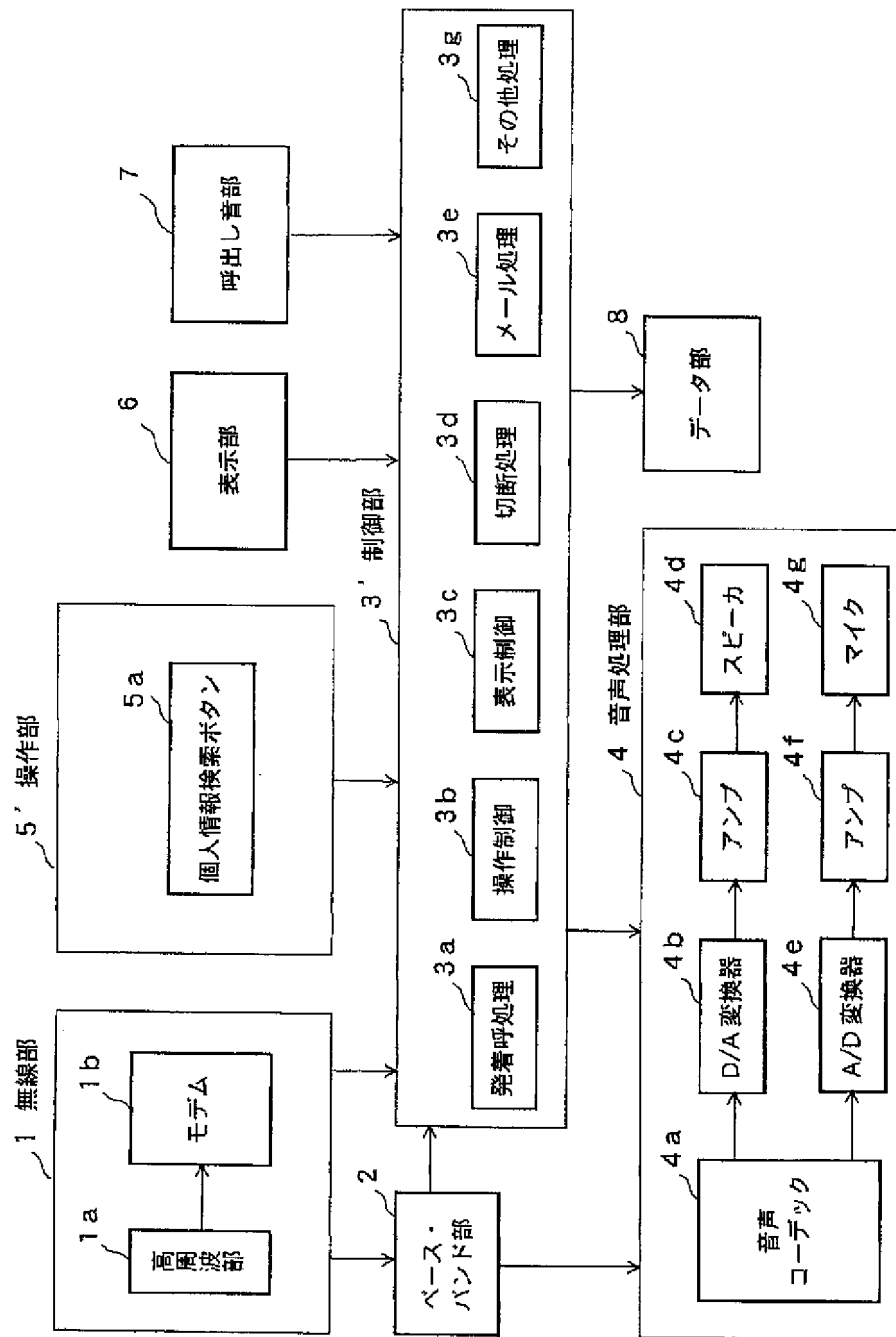 1 無線部
1a
高周波部
1b
モデム
5' 操作部
5a
個人情報検索ボタン
6
表示部
7
呼出し音部
2
ベース・
バンド部
3' 制御部
3a
発着呼処理
3b
操作制御
3c
表示制御
3d
切断処理
3e
メール処理
3g
その他処理
4 音声処理部
4a
音声
コーデック
4b
D/A変換器
4c
アンプ
4d
スピーカ
4e
A/D変換器
4f
アンプ
4g
マイク
8
データ部